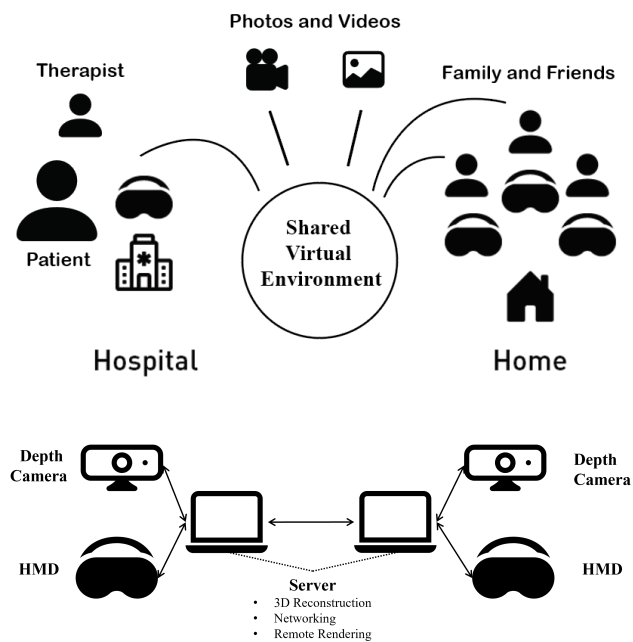 Photos and Videos
Therapist
Family and Friends
Shared
Virtual
Environment
Patient
Hospital
Home
Depth
Camera
Depth
Camera
HMD
HMD
Server
• 3D Reconstruction
• Networking
• Remote Rendering